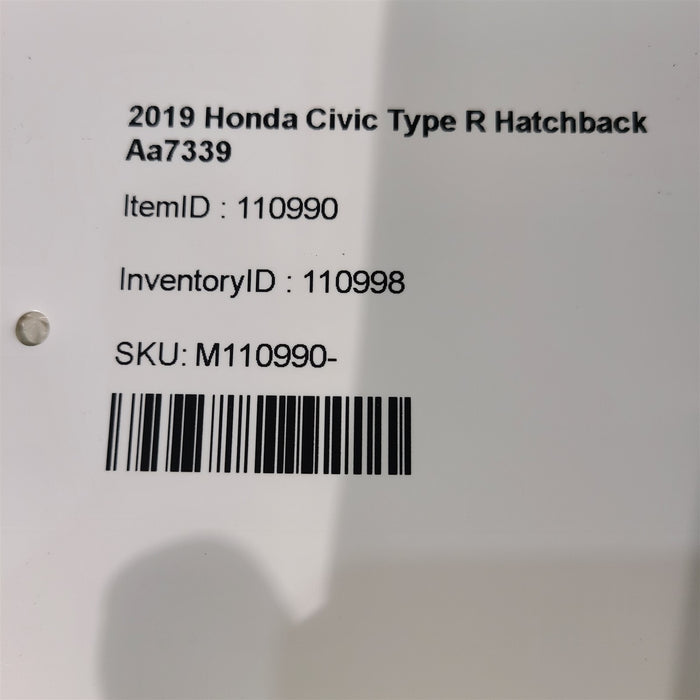 2019 Honda Civic Type R Hatchback
Aa7339
ItemID : 110990
InventoryID : 110998
SKU: M110990-